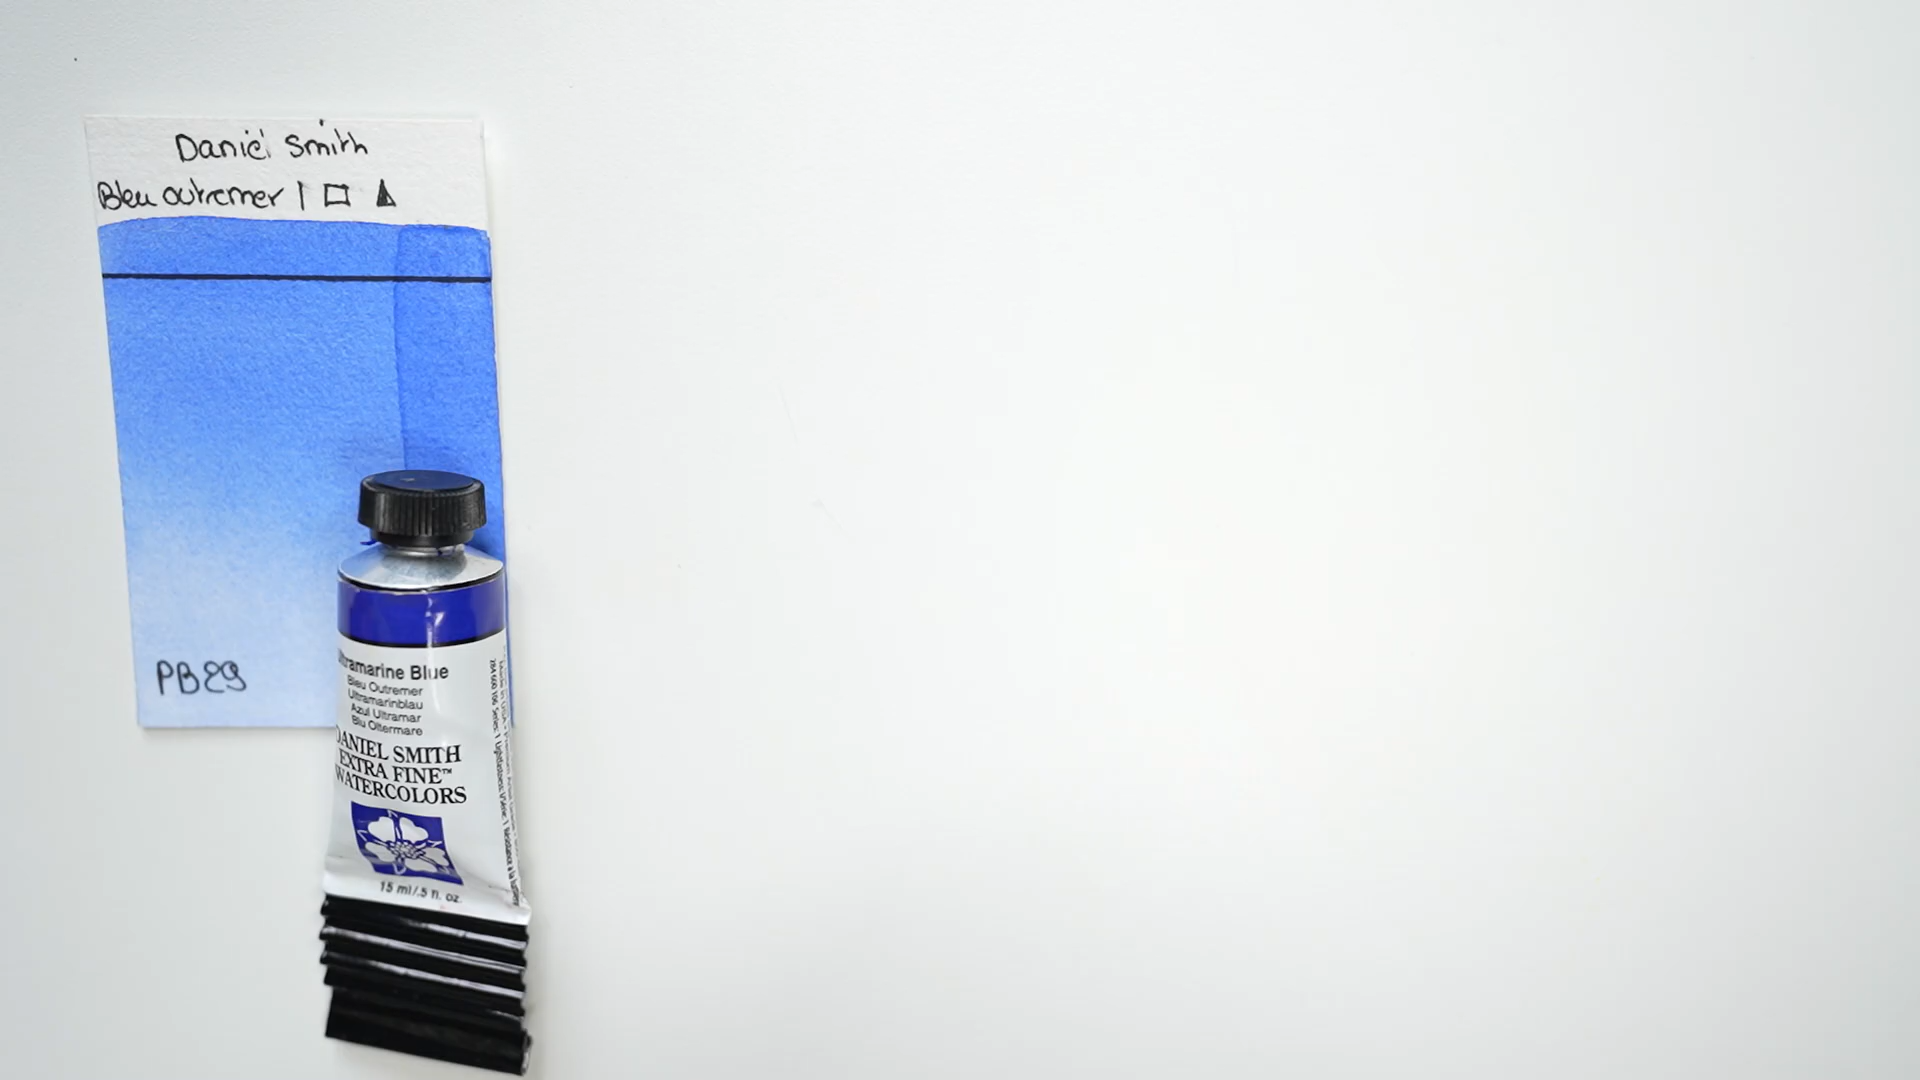 Daniel Smith
Bleu outremer I
PB29
Ultramarine Blue
Bleu Outremer
Ultramarinblau
Azul Ultramar
Blu Oltermare
DANIEL SMITH
EXTRA FINE™
WATERCOLORS
15 ml/.5 fl. oz.